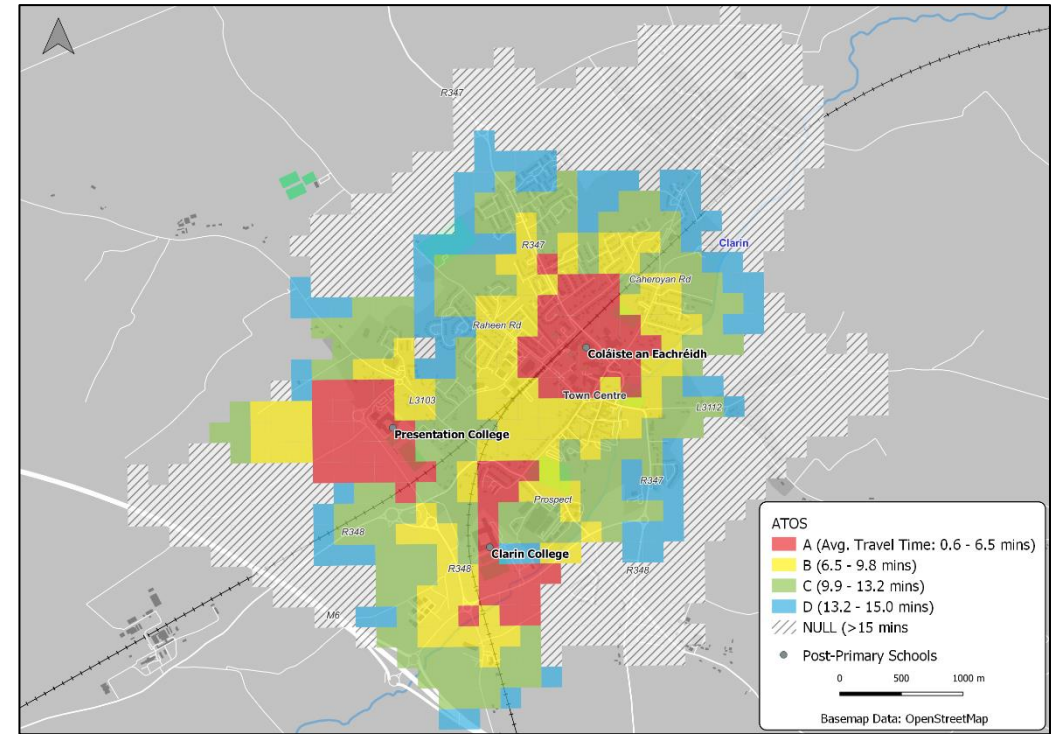 R347
Clarin
R347
Caheroyan Rd
Raheen Rd
Coláiste an Eachréidh
Town Centre
L3103
L3112
Presentation College
R347
Prospect
R348
Clarin College
R348
R348
M6
ATOS
A (Avg. Travel Time: 0.6 - 6.5 mins)
B (6.5 - 9.8 mins)
C (9.9 - 13.2 mins)
D (13.2 - 15.0 mins)
NULL (>15 mins
Post-Primary Schools
0 500 1000 m
Basemap Data: OpenStreetMap